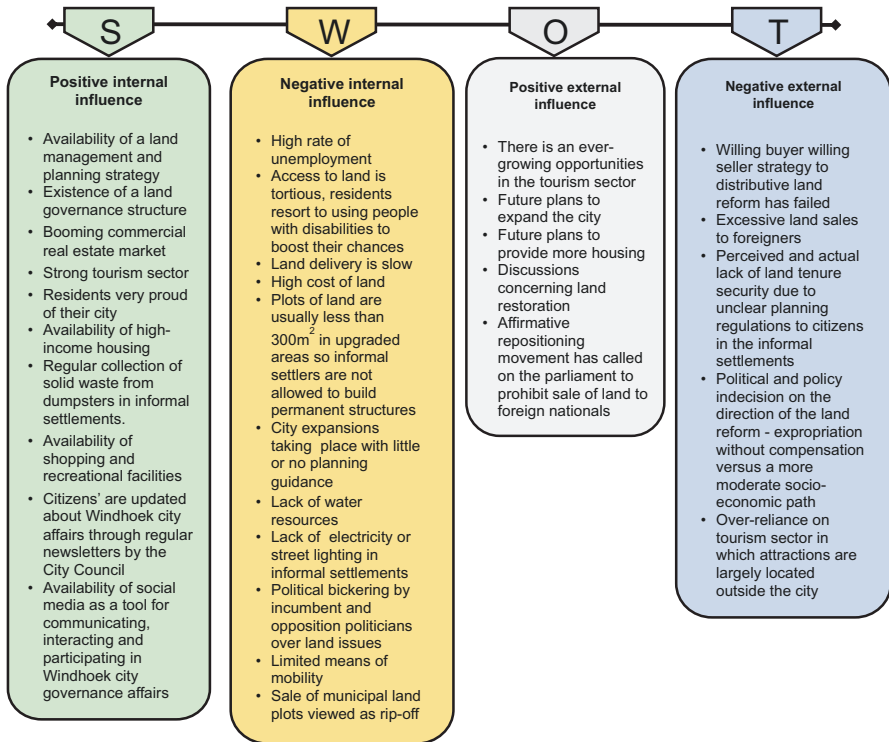 S
W
O
T
Positive internal
influence
• Availability of a land
management and
planning strategy
• Existence of a land
governance structure
• Booming commercial
real estate market
• Strong tourism sector
• Residents very proud
of their city
• Availability of high-
income housing
• Regular collection of
solid waste from
dumpsters in informal
settlements.
• Availability of
shopping and
recreational facilities
• Citizens’ are updated
about Windhoek city
affairs through regular
newsletters by the
City Council
• Availability of social
media as a tool for
communicating,
interacting and
participating in
Windhoek city
governance affairs
Negative internal
influence
• High rate of
unemployment
• Access to land is
tortious, residents
resort to using people
with disabilities to
boost their chances
• Land delivery is slow
• High cost of land
• Plots of land are
usually less than
300m² in upgraded
areas so informal
settlers are not
allowed to build
permanent structures
• City expansions
taking place with little
or no planning
guidance
• Lack of water
resources
• Lack of electricity or
street lighting in
informal settlements
• Political bickering by
incumbent and
opposition politicians
over land issues
• Limited means of
mobility
• Sale of municipal land
plots viewed as rip-off
Positive external
influence
• There is an ever-
growing opportunities
in the tourism sector
• Future plans to
expand the city
• Future plans to
provide more housing
• Discussions
concerning land
restoration
• Affirmative
repositioning
movement has called
on the parliament to
prohibit sale of land to
foreign nationals
Negative external
influence
• Willing buyer willing
seller strategy to
distributive land
reform has failed
• Excessive land sales
to foreigners
• Perceived and actual
lack of land tenure
security due to
unclear planning
regulations to citizens
in the informal
settlements
• Political and policy
indecision on the
direction of the land
reform - expropriation
without compensation
versus a more
moderate socio-
economic path
• Over-reliance on
tourism sector in
which attractions are
largely located
outside the city